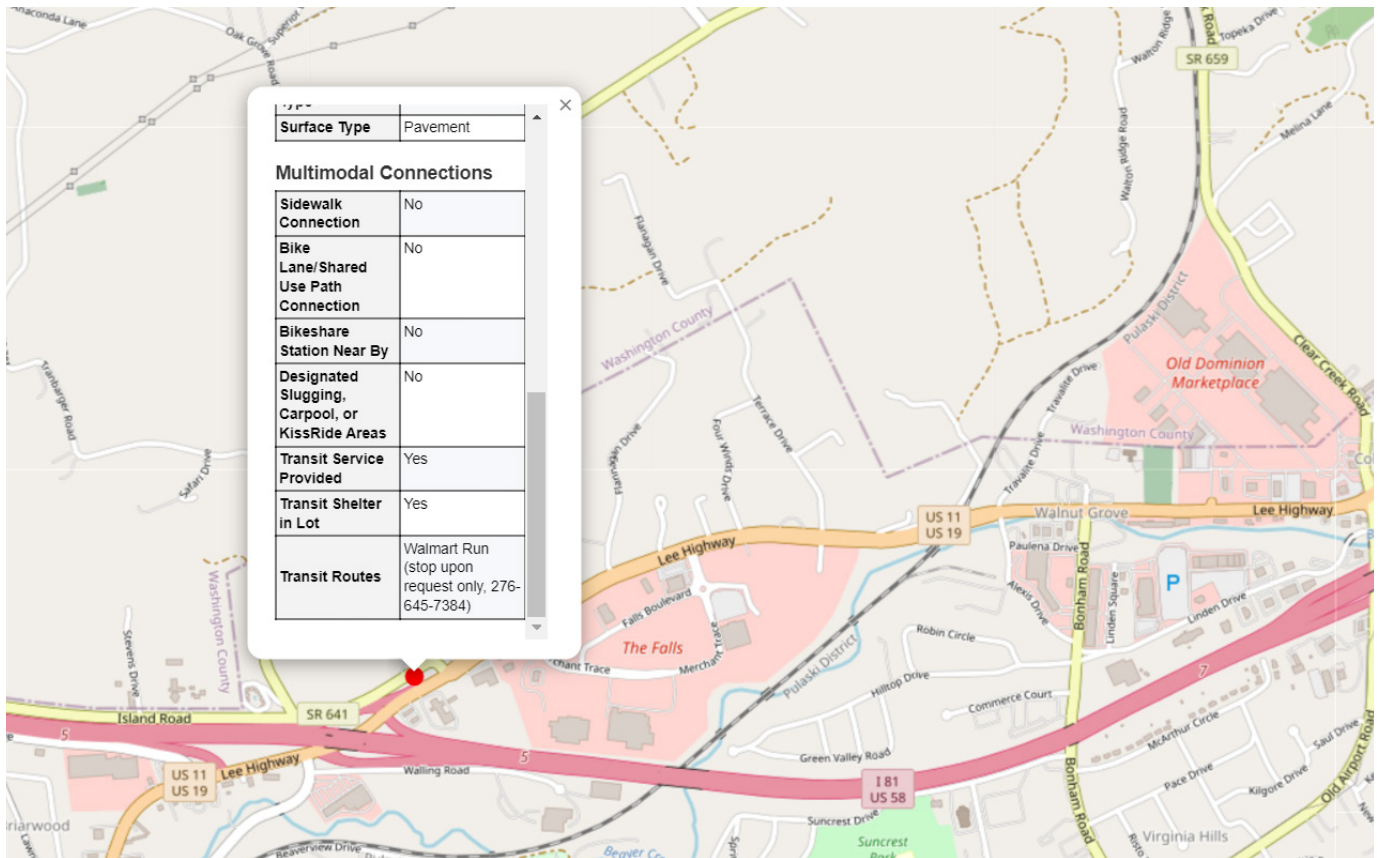 Anaconda Lane
Oak Grove Road
Superior
Surface Type Pavement
Multimodal Connections
Sidewalk
Connection
No
Bike
Lane/Shared
Use Path
Connection
No
Bikeshare
Station Near By
No
Designated
Slugging,
Carpool, or
KissRide Areas
No
Transit Service
Provided
Yes
Transit Shelter
in Lot
Yes
Transit Routes
Walmart Run
(stop upon
request only, 276-
645-7384)
Tranbarger Road
Safari Drive
Stevens Drive
Washington County
Island Road
SR 641
5
US 11
US 19
Lee Highway
Walling Road
5
Beaverview Drive
Flanagan Drive
Washington County
Terrace Drive
Four Winds Drive
Lee Highway
US 11
US 19
Falls Boulevard
The Falls
Merchant Trace
Pulaski District
Robin Circle
Hilltop Drive
Commerce Court
Green Valley Road
I 81
US 58
Suncrest Drive
Suncrest
Park
Walton Ridge Road
Walton Ridge
Topeka Drive
SR 659
Road
Melina Lane
Pulaski District
Old Dominion
Marketplace
Clear Creek Road
Travalite Drive
Travalite Drive
Washington County
Walnut Grove
Lee Highway
Paulena Drive
Alexis Drive
Bonham Road
Linden Square
P
Linden Drive
7
McArthur Circle
Pace Drive
Kilgore Drive
Saul Drive
Old Airport Road
Bonham Road
Virginia Hills